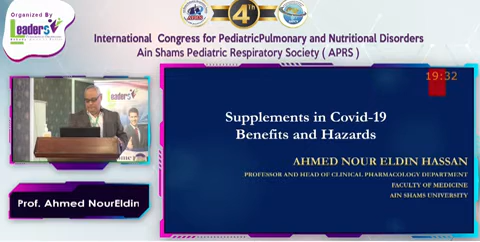 Organized By
Leaders
4th
International Congress for PediatricPulmonary and Nutritional Disorders
Ain Shams Pediatric Respiratory Society ( APRS )
19:32
Leaders
Supplements in Covid-19
Benefits and Hazards
AHMED NOUR ELDIN HASSAN
PROFESSOR AND HEAD OF CLINICAL PHARMACOLOGY DEPARTMENT
FACULTY OF MEDICINE
AIN SHAMS UNIVERSITY
Prof. Ahmed NourEldin